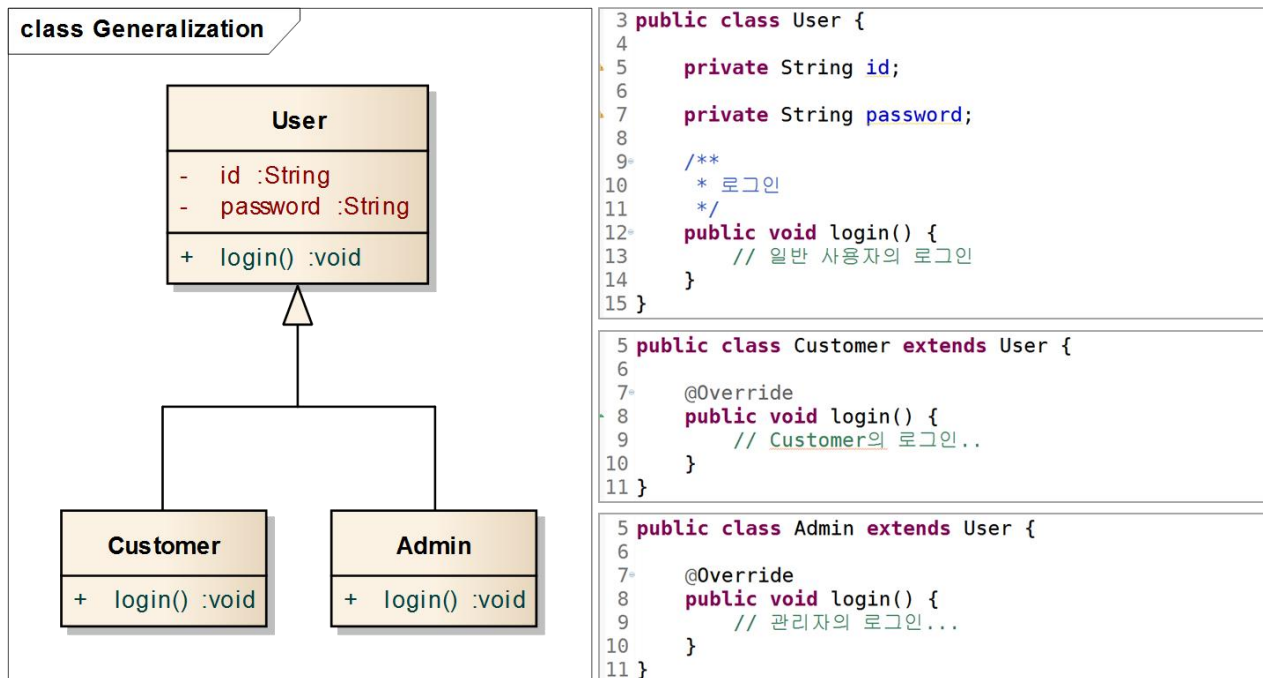 class Generalization
User
- id :String
- password :String
+ login() :void
Customer
+ login() :void
Admin
+ login() :void
3 public class User {
4
5 private String id;
6
7 private String password;
8
9 /**
10 * 로그인
11 */
12 public void login() {
13 // 일반 사용자의 로그인
14 }
15 }
5 public class Customer extends User {
6
7 @Override
8 public void login() {
9 // Customer의 로그인..
10 }
11 }
5 public class Admin extends User {
6
7 @Override
8 public void login() {
9 // 관리자의 로그인...
10 }
11 }